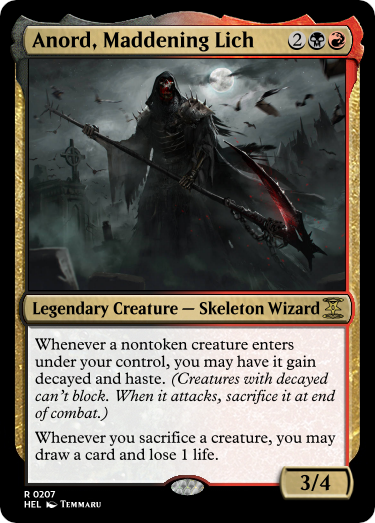 Anord, Maddening Lich 2
Legendary Creature — Skeleton Wizard
Whenever a nontoken creature enters
under your control, you may have it gain
decayed and haste. (Creatures with decayed
can't block. When it attacks, sacrifice it at end
of combat.)
Whenever you sacrifice a creature, you may
draw a card and lose 1 life.
3/4
R 0207
HEL Temmaru